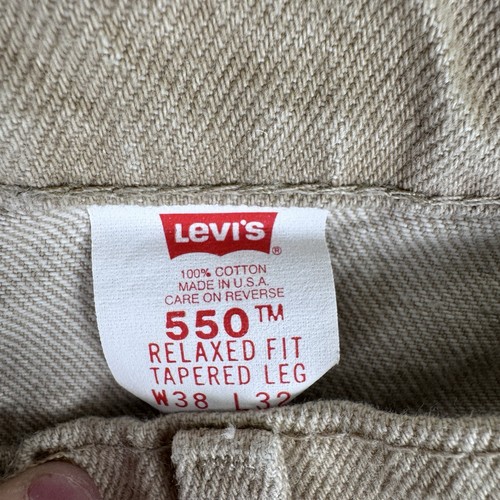 Levi's ®
100% COTTON
MADE IN U.S.A.
CARE ON REVERSE
550™
RELAXED FIT
TAPERED LEG
W38 L32